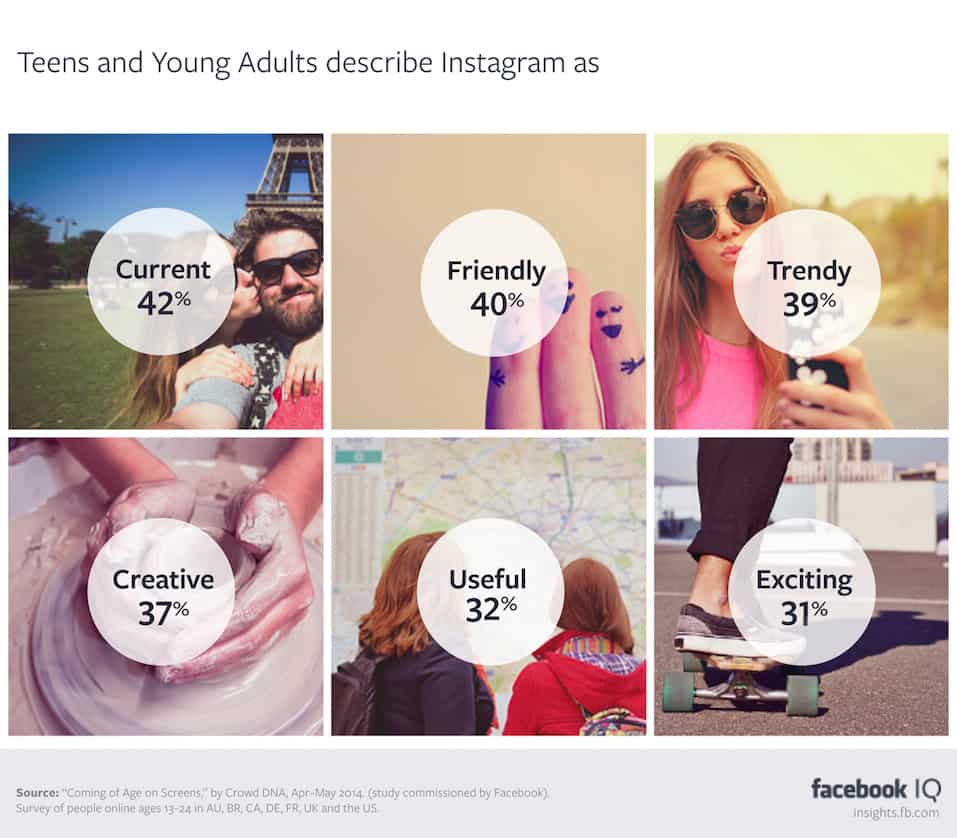 Teens and Young Adults describe Instagram as
Current
42%
Friendly
40%
Trendy
39%
Creative
37%
Useful
32%
Exciting
31%
Source: “Coming of Age on Screens,” by Crowd DNA, Apr-May 2014. (study commissioned by Facebook).
Survey of people online ages 13-24 in AU, BR, CA, DE, FR, UK and the US.
facebook IQ
insights.fb.com